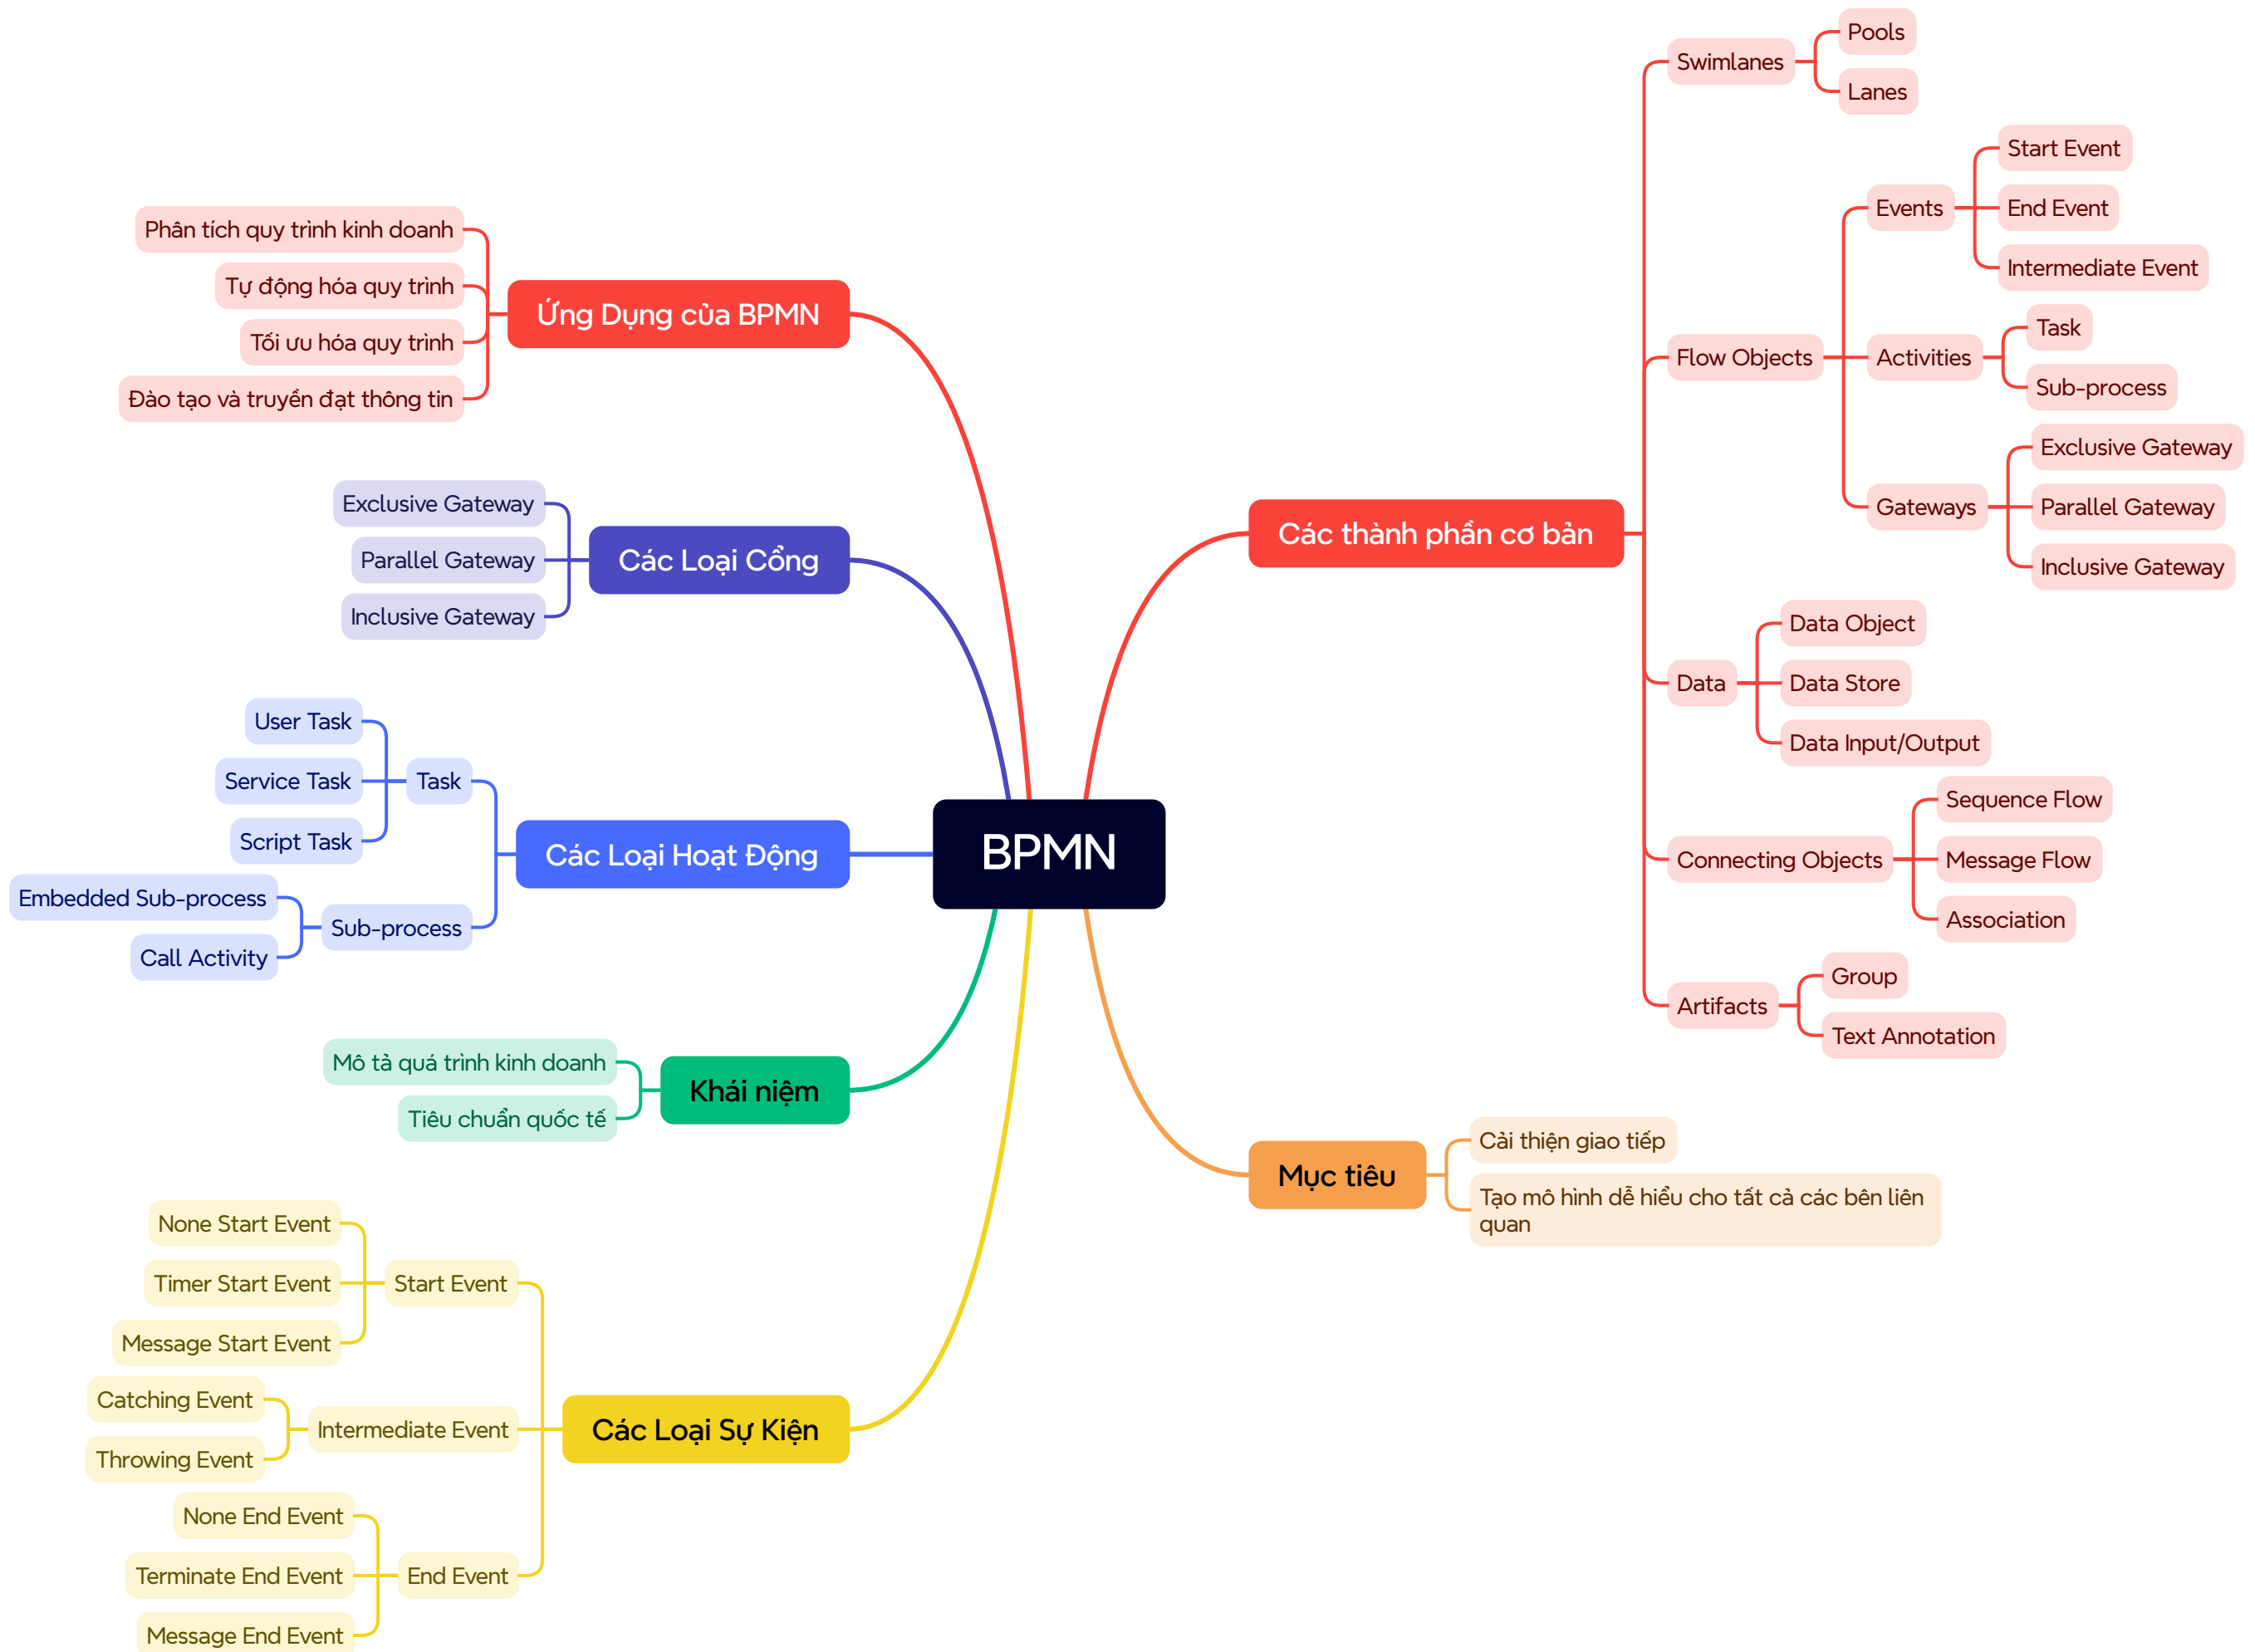 BPMN
Các thành phần cơ bản
Swimlanes
Pools
Lanes
Flow Objects
Events
Start Event
End Event
Intermediate Event
Activities
Task
Sub-process
Gateways
Exclusive Gateway
Parallel Gateway
Inclusive Gateway
Data
Data Object
Data Store
Data Input/Output
Connecting Objects
Sequence Flow
Message Flow
Association
Artifacts
Group
Text Annotation
Mục tiêu
Cải thiện giao tiếp
Tạo mô hình dễ hiểu cho tất cả các bên liên
quan
Ứng Dụng của BPMN
Phân tích quy trình kinh doanh
Tự động hóa quy trình
Tối ưu hóa quy trình
Đào tạo và truyền đạt thông tin
Các Loại Cổng
Exclusive Gateway
Parallel Gateway
Inclusive Gateway
Các Loại Hoạt Động
Task
User Task
Service Task
Script Task
Sub-process
Embedded Sub-process
Call Activity
Khái niệm
Mô tả quá trình kinh doanh
Tiêu chuẩn quốc tế
Các Loại Sự Kiện
Start Event
None Start Event
Timer Start Event
Message Start Event
Intermediate Event
Catching Event
Throwing Event
End Event
None End Event
Terminate End Event
Message End Event